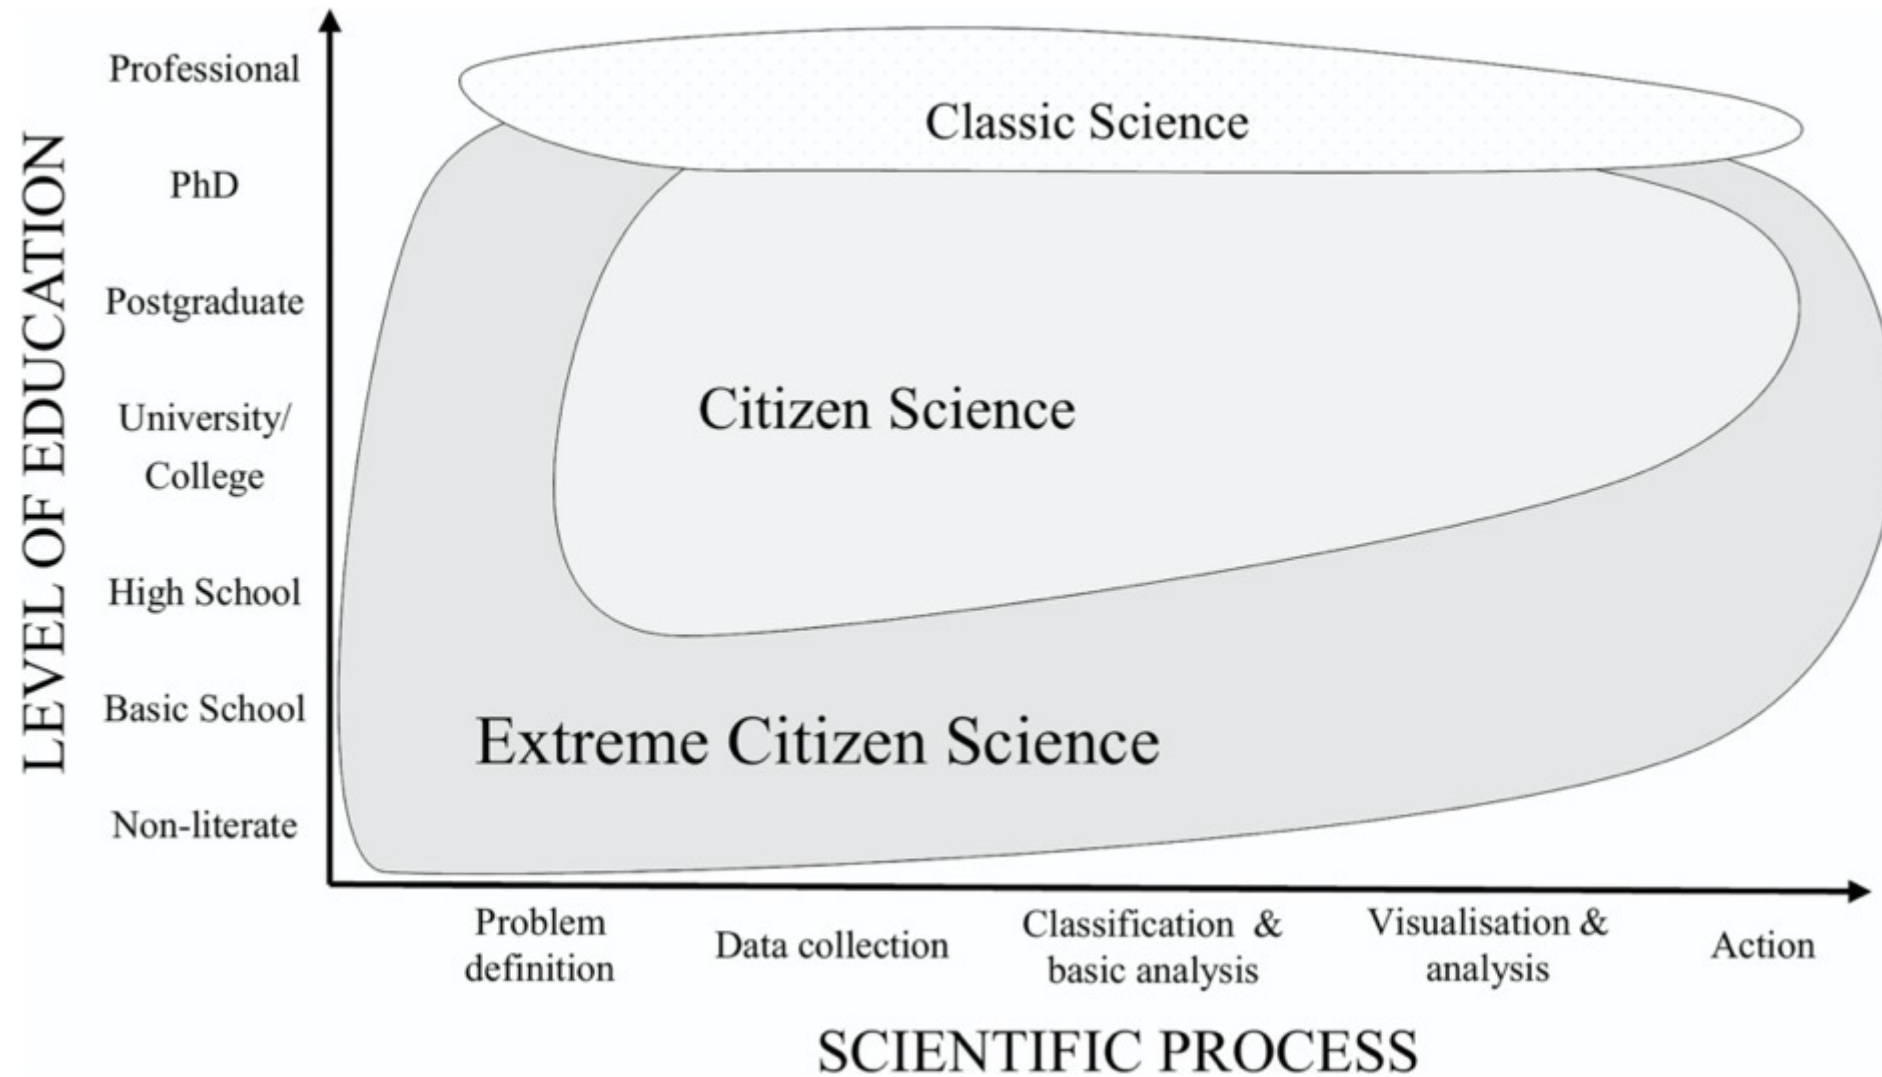 LEVEL OF EDUCATION
Professional
PhD
Postgraduate
University/
College
High School
Basic School
Non-literate
Classic Science
Citizen Science
Extreme Citizen Science
Problem
definition
Data collection
Classification &
basic analysis
Visualisation &
analysis
Action
SCIENTIFIC PROCESS